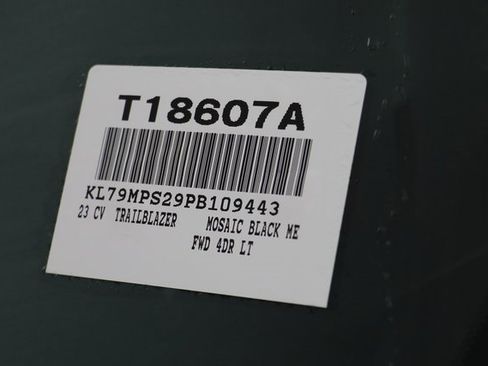 T18607A
KL79MPS29PB109443
23 CV TRAILBLAZER MOSAIC BLACK ME
FWD 4DR LT